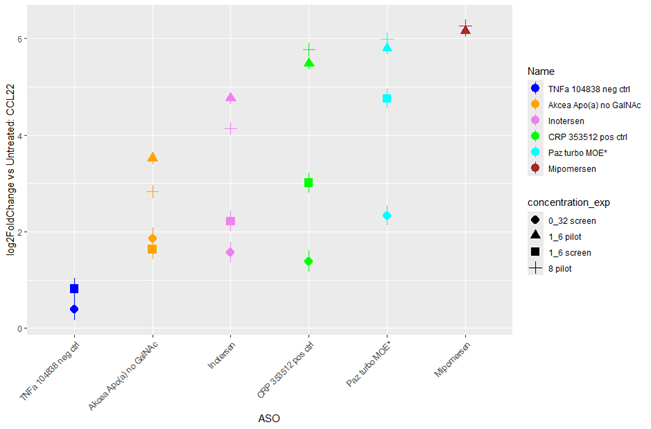 log2FoldChange vs Untreated: CCL22
6
4
2
0
TNFa 104838 neg ctrl
Akcea Apo(a) no GalNAc
Inotersen
CRP 353512 pos ctrl
Paz turbo MOE*
Mipomersen
ASO
Name
TNFa 104838 neg ctrl
Akcea Apo(a) no GalNAc
Inotersen
CRP 353512 pos ctrl
Paz turbo MOE*
Mipomersen
concentration_exp
0_32 screen
1_6 pilot
1_6 screen
8 pilot